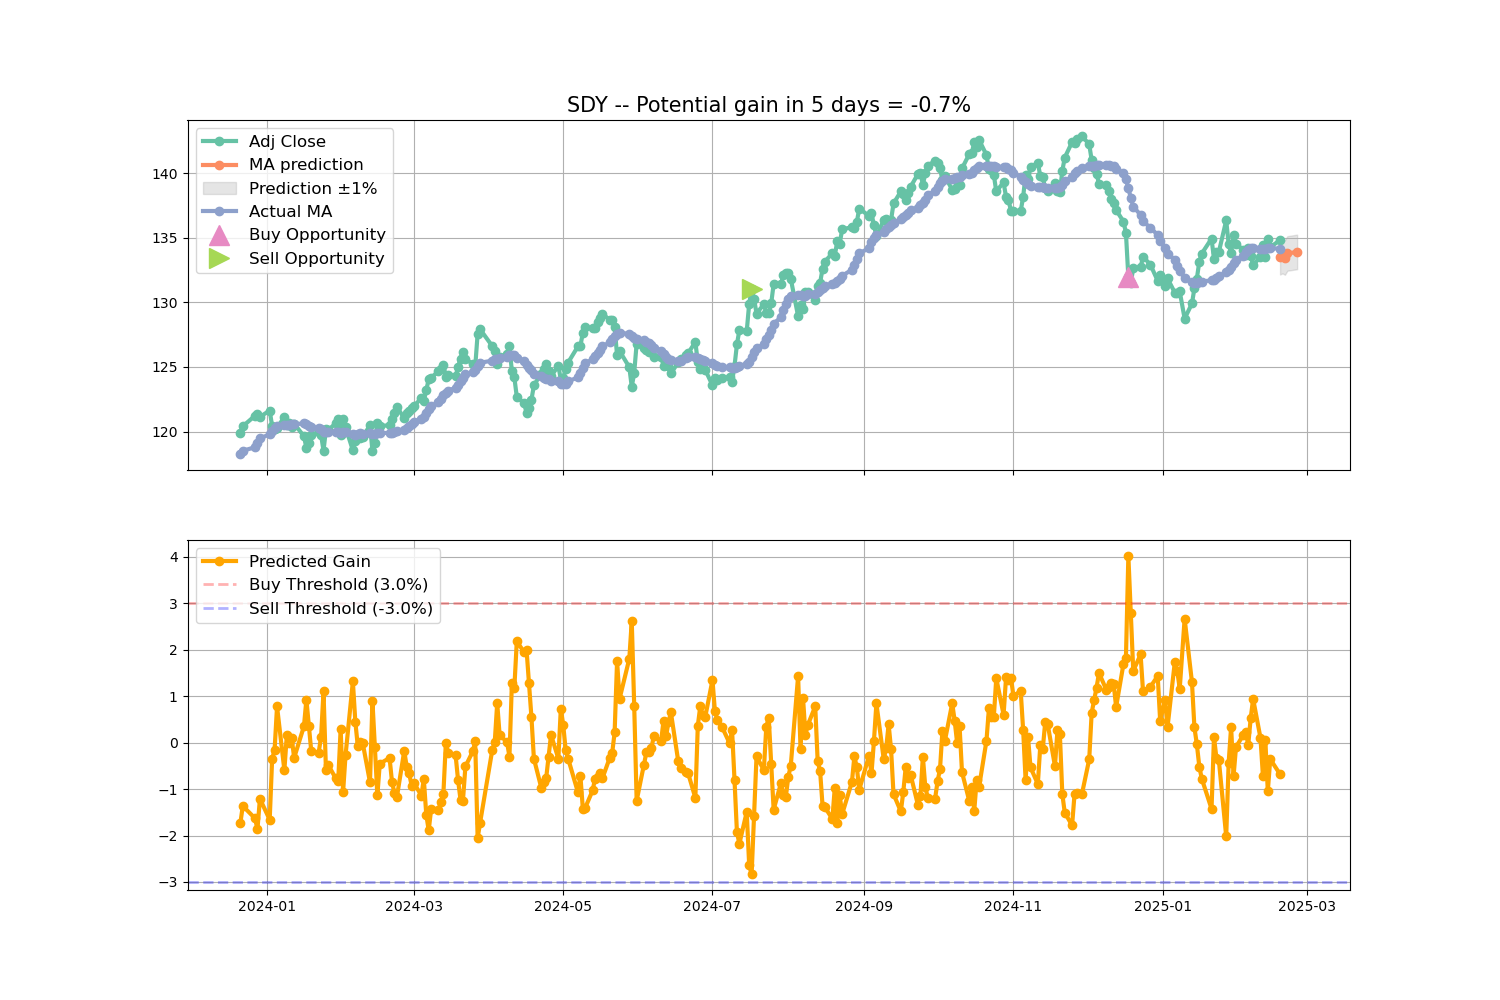 SDY -- Potential gain in 5 days = -0.7%
Adj Close
MA prediction
Prediction ±1%
Actual MA
Buy Opportunity
Sell Opportunity
140
135
130
125
120
Predicted Gain
Buy Threshold (3.0%)
Sell Threshold (-3.0%)
4
3
2
1
0
−1
−2
−3
2024-01 2024-03 2024-05 2024-07 2024-09 2024-11 2025-01 2025-03